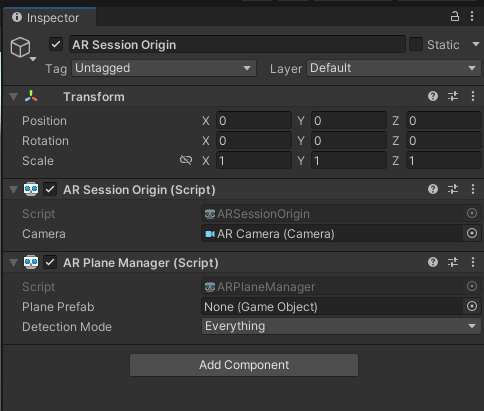 Inspector
AR Session Origin Static
Tag Untagged Layer Default
Transform
Position X 0 Y 0 Z 0
Rotation X 0 Y 0 Z 0
Scale X 1 Y 1 Z 1
AR Session Origin (Script)
Script ARSessionOrigin
Camera AR Camera (Camera)
AR Plane Manager (Script)
Script ARPlaneManager
Plane Prefab None (Game Object)
Detection Mode Everything
Add Component